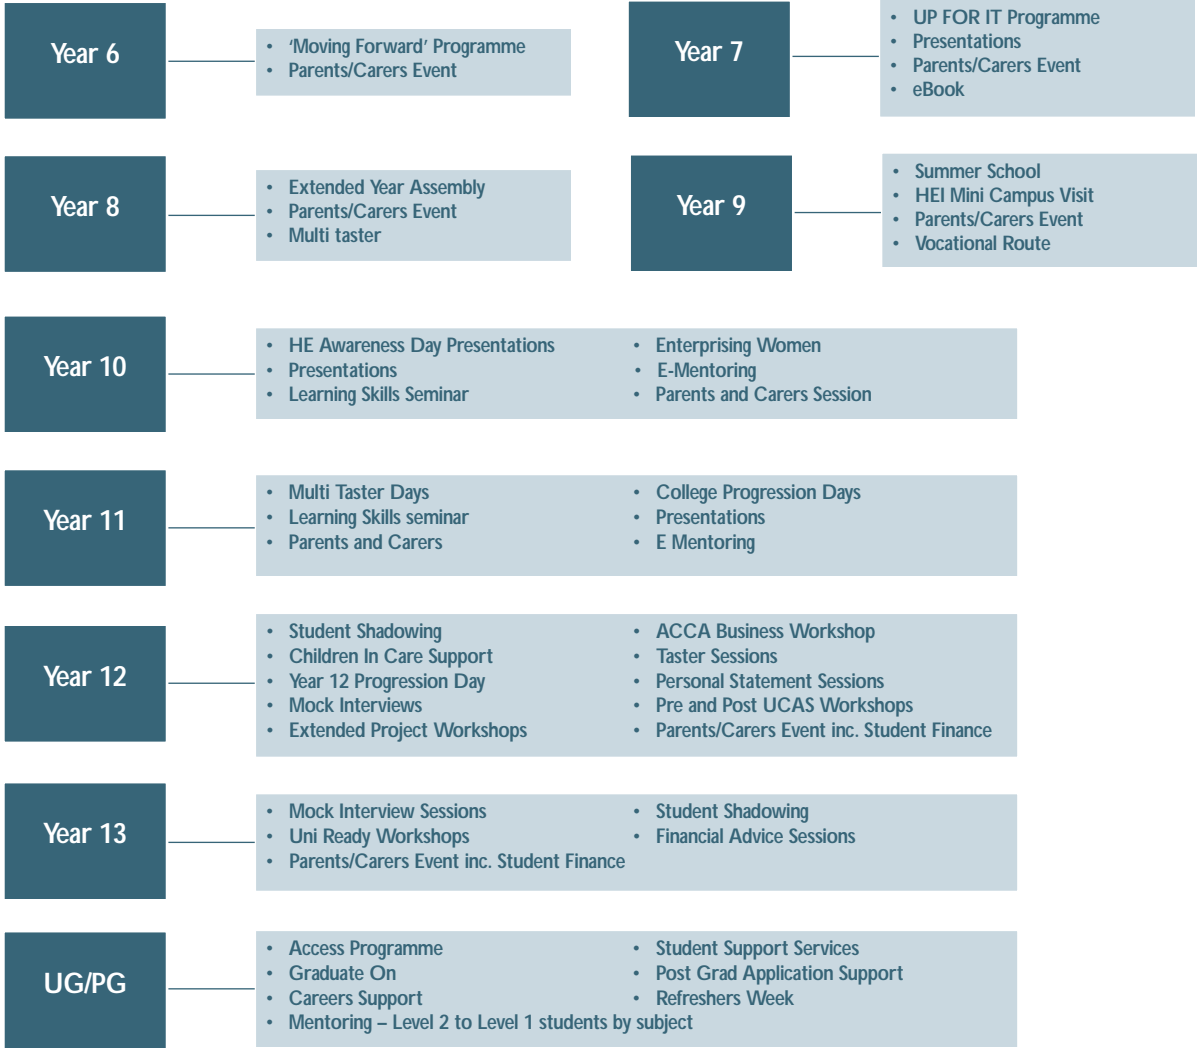 Year 6
• ‘Moving Forward’ Programme
• Parents/Carers Event
Year 7
• UP FOR IT Programme
• Presentations
• Parents/Carers Event
• eBook
Year 8
• Extended Year Assembly
• Parents/Carers Event
• Multi taster
Year 9
• Summer School
• HEI Mini Campus Visit
• Parents/Carers Event
• Vocational Route
Year 10
• HE Awareness Day Presentations
• Presentations
• Learning Skills Seminar
• Enterprising Women
• E-Mentoring
• Parents and Carers Session
Year 11
• Multi Taster Days
• Learning Skills seminar
• Parents and Carers
• College Progression Days
• Presentations
• E Mentoring
Year 12
• Student Shadowing
• Children In Care Support
• Year 12 Progression Day
• Mock Interviews
• Extended Project Workshops
• ACCA Business Workshop
• Taster Sessions
• Personal Statement Sessions
• Pre and Post UCAS Workshops
• Parents/Carers Event inc. Student Finance
Year 13
• Mock Interview Sessions
• Uni Ready Workshops
• Parents/Carers Event inc. Student Finance
• Student Shadowing
• Financial Advice Sessions
UG/PG
• Access Programme
• Graduate On
• Careers Support
• Mentoring – Level 2 to Level 1 students by subject
• Student Support Services
• Post Grad Application Support
• Refreshers Week